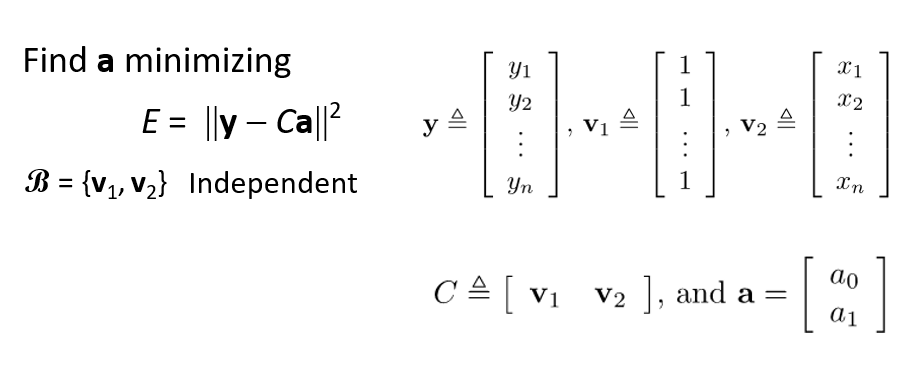 Find a minimizing
E = ||y – Ca||²
ℬ = {v₁, v₂} Independent
y ≜ [ y₁ y₂ ⋮ yₙ ], v₁ ≜ [ 1 1 ⋮ 1 ], v₂ ≜ [ x₁ x₂ ⋮ xₙ ]
C ≜ [ v₁ v₂ ], and a = [ a₀ a₁ ]